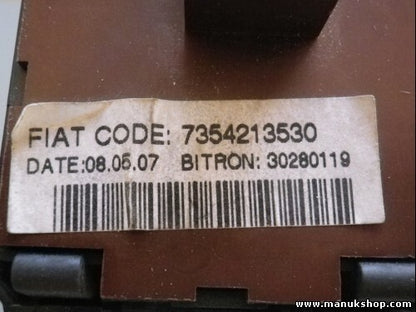 FIAT CODE: 7354213530
DATE:08.05.07 BITRON: 30280119
www.manukshop.com